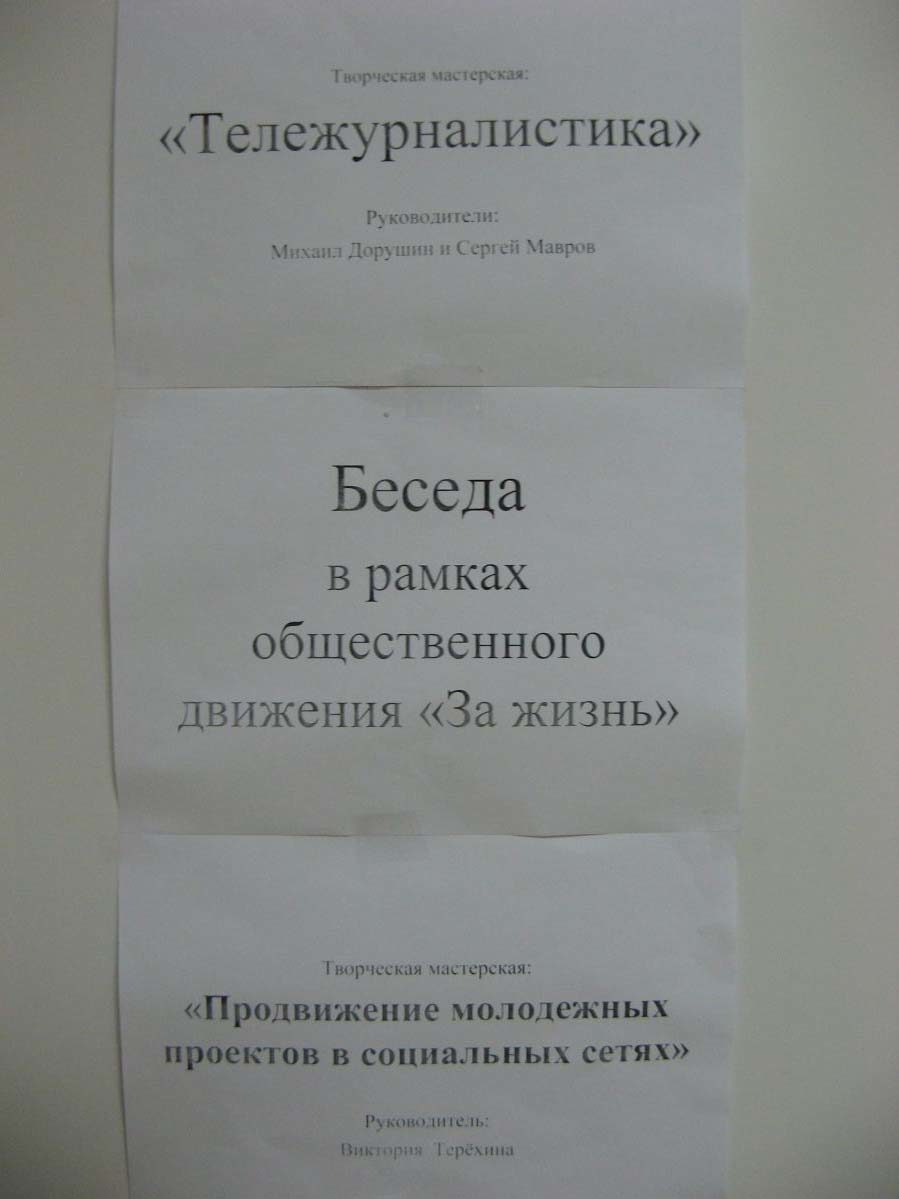 Творческая мастерская:
«Тележурналистика»
Руководители:
Михаил Дорушин и Сергей Мавров
Беседа
в рамках
общественного
движения «За жизнь»
Творческая мастерская:
«Продвижение молодежных
проектов в социальных сетях»
Руководитель:
Виктория Терёхина